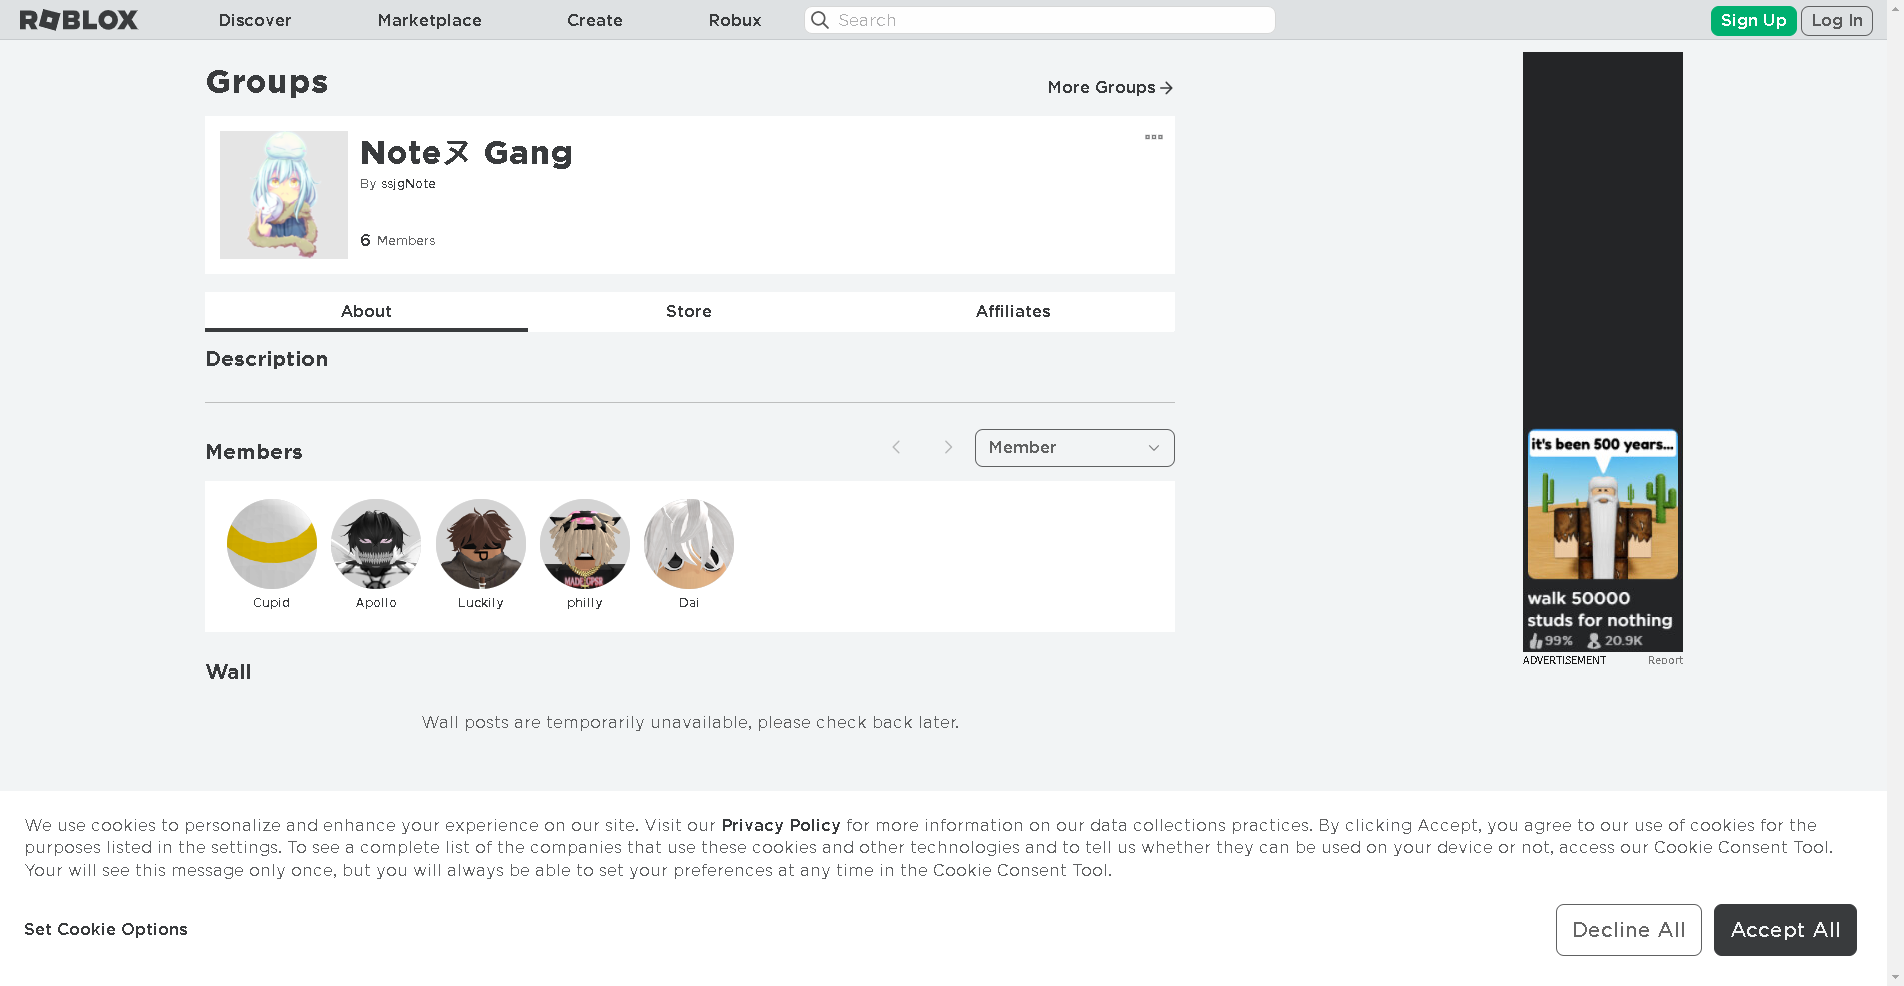 ROBLOX
Discover
Marketplace
Create
Robux
Search
Sign Up
Log In
Groups
More Groups
Noteヌ Gang
By ssjgNote
6 Members
About
Store
Affiliates
Description
Members
Member
MADE
Cupid
Apollo
Luckily
philly
Dai
Wall
Wall posts are temporarily unavailable, please check back later.
it's been 500 years...
walk 50000
studs for nothing
99% 20.9K
ADVERTISEMENT
Report
We use cookies to personalize and enhance your experience on our site. Visit our Privacy Policy for more information on our data collections practices. By clicking Accept, you agree to our use of cookies for the
purposes listed in the settings. To see a complete list of the companies that use these cookies and other technologies and to tell us whether they can be used on your device or not, access our Cookie Consent Tool.
Your will see this message only once, but you will always be able to set your preferences at any time in the Cookie Consent Tool.
Set Cookie Options
Decline All
Accept All